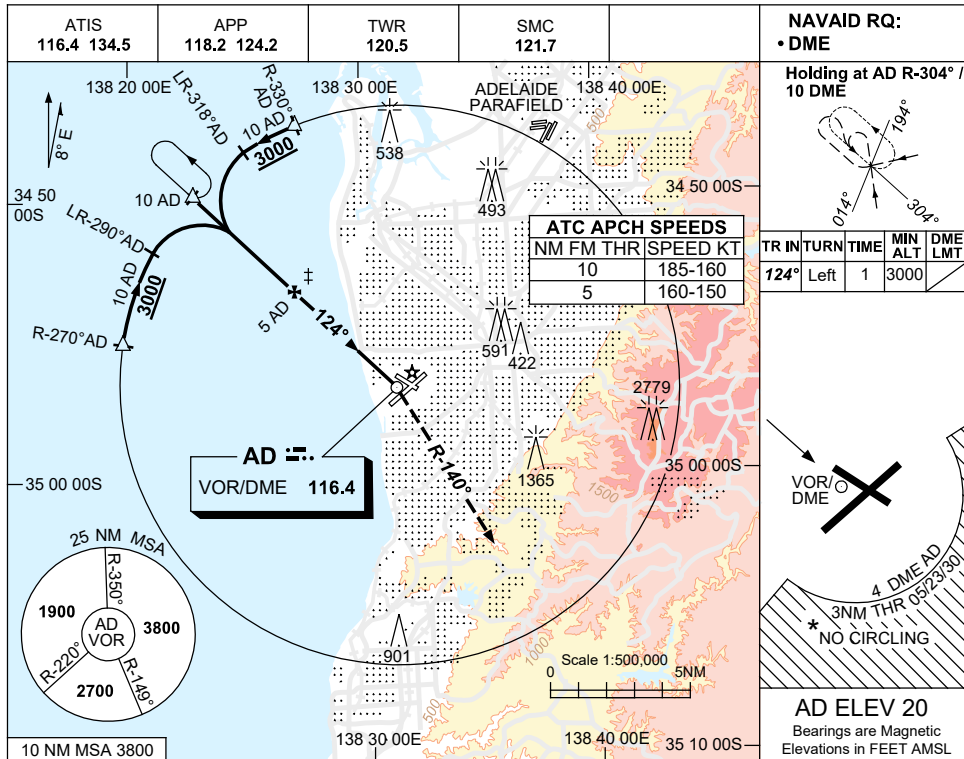 ATIS
116.4 134.5
APP
118.2 124.2
TWR
120.5
SMC
121.7
NAVAID RQ:
• DME
138 20 00E
138 30 00E
138 40 00E
8° E
LR-318°AD
R-330° AD
10 AD
3000
538
ADELAIDE
PARAFIELD
500
34 50
00S
10 AD
34 50 00S
493
LR-290°AD
10 AD
3000
R-270°AD
5 AD
‡
124°
ATC APCH SPEEDS
NM FM THR SPEED KT
10 185-160
5 160-150
591
422
2779
AD
VOR/DME 116.4
R-140°
1365
1500
35 00 00S
35 00 00S
25 NM MSA
R-350°
1900
AD
VOR
3800
R-220°
2700
R-149°
901
1000
500
Scale 1:500,000
0 5NM
138 30 00E
138 40 00E
35 10 00S
10 NM MSA 3800
Holding at AD R-304° /
10 DME
194°
014°
304°
TR IN TURN TIME MIN ALT DME LMT
124° Left 1 3000
VOR/
DME
4 DME AD
3NM THR 05/23/30
*
NO CIRCLING
AD ELEV 20
Bearings are Magnetic
Elevations in FEET AMSL